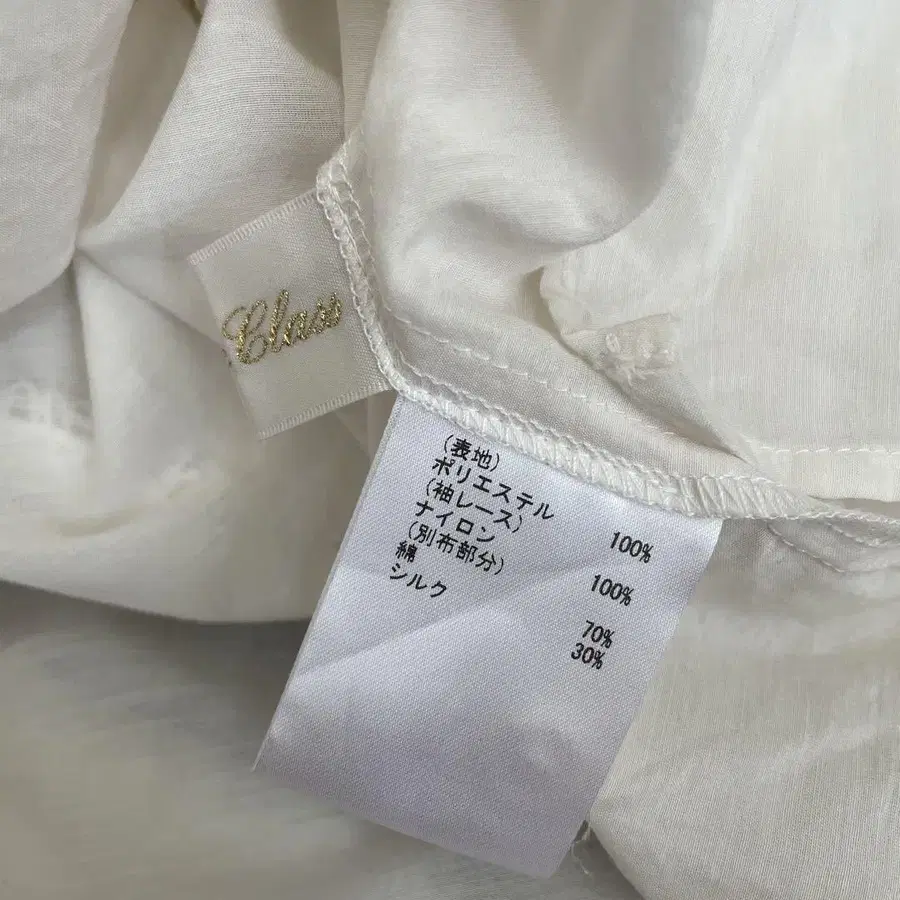 Class
(表地)
ポリエステル 100%
(袖レース)
ナイロン 100%
(別布部分)
綿 70%
シルク 30%